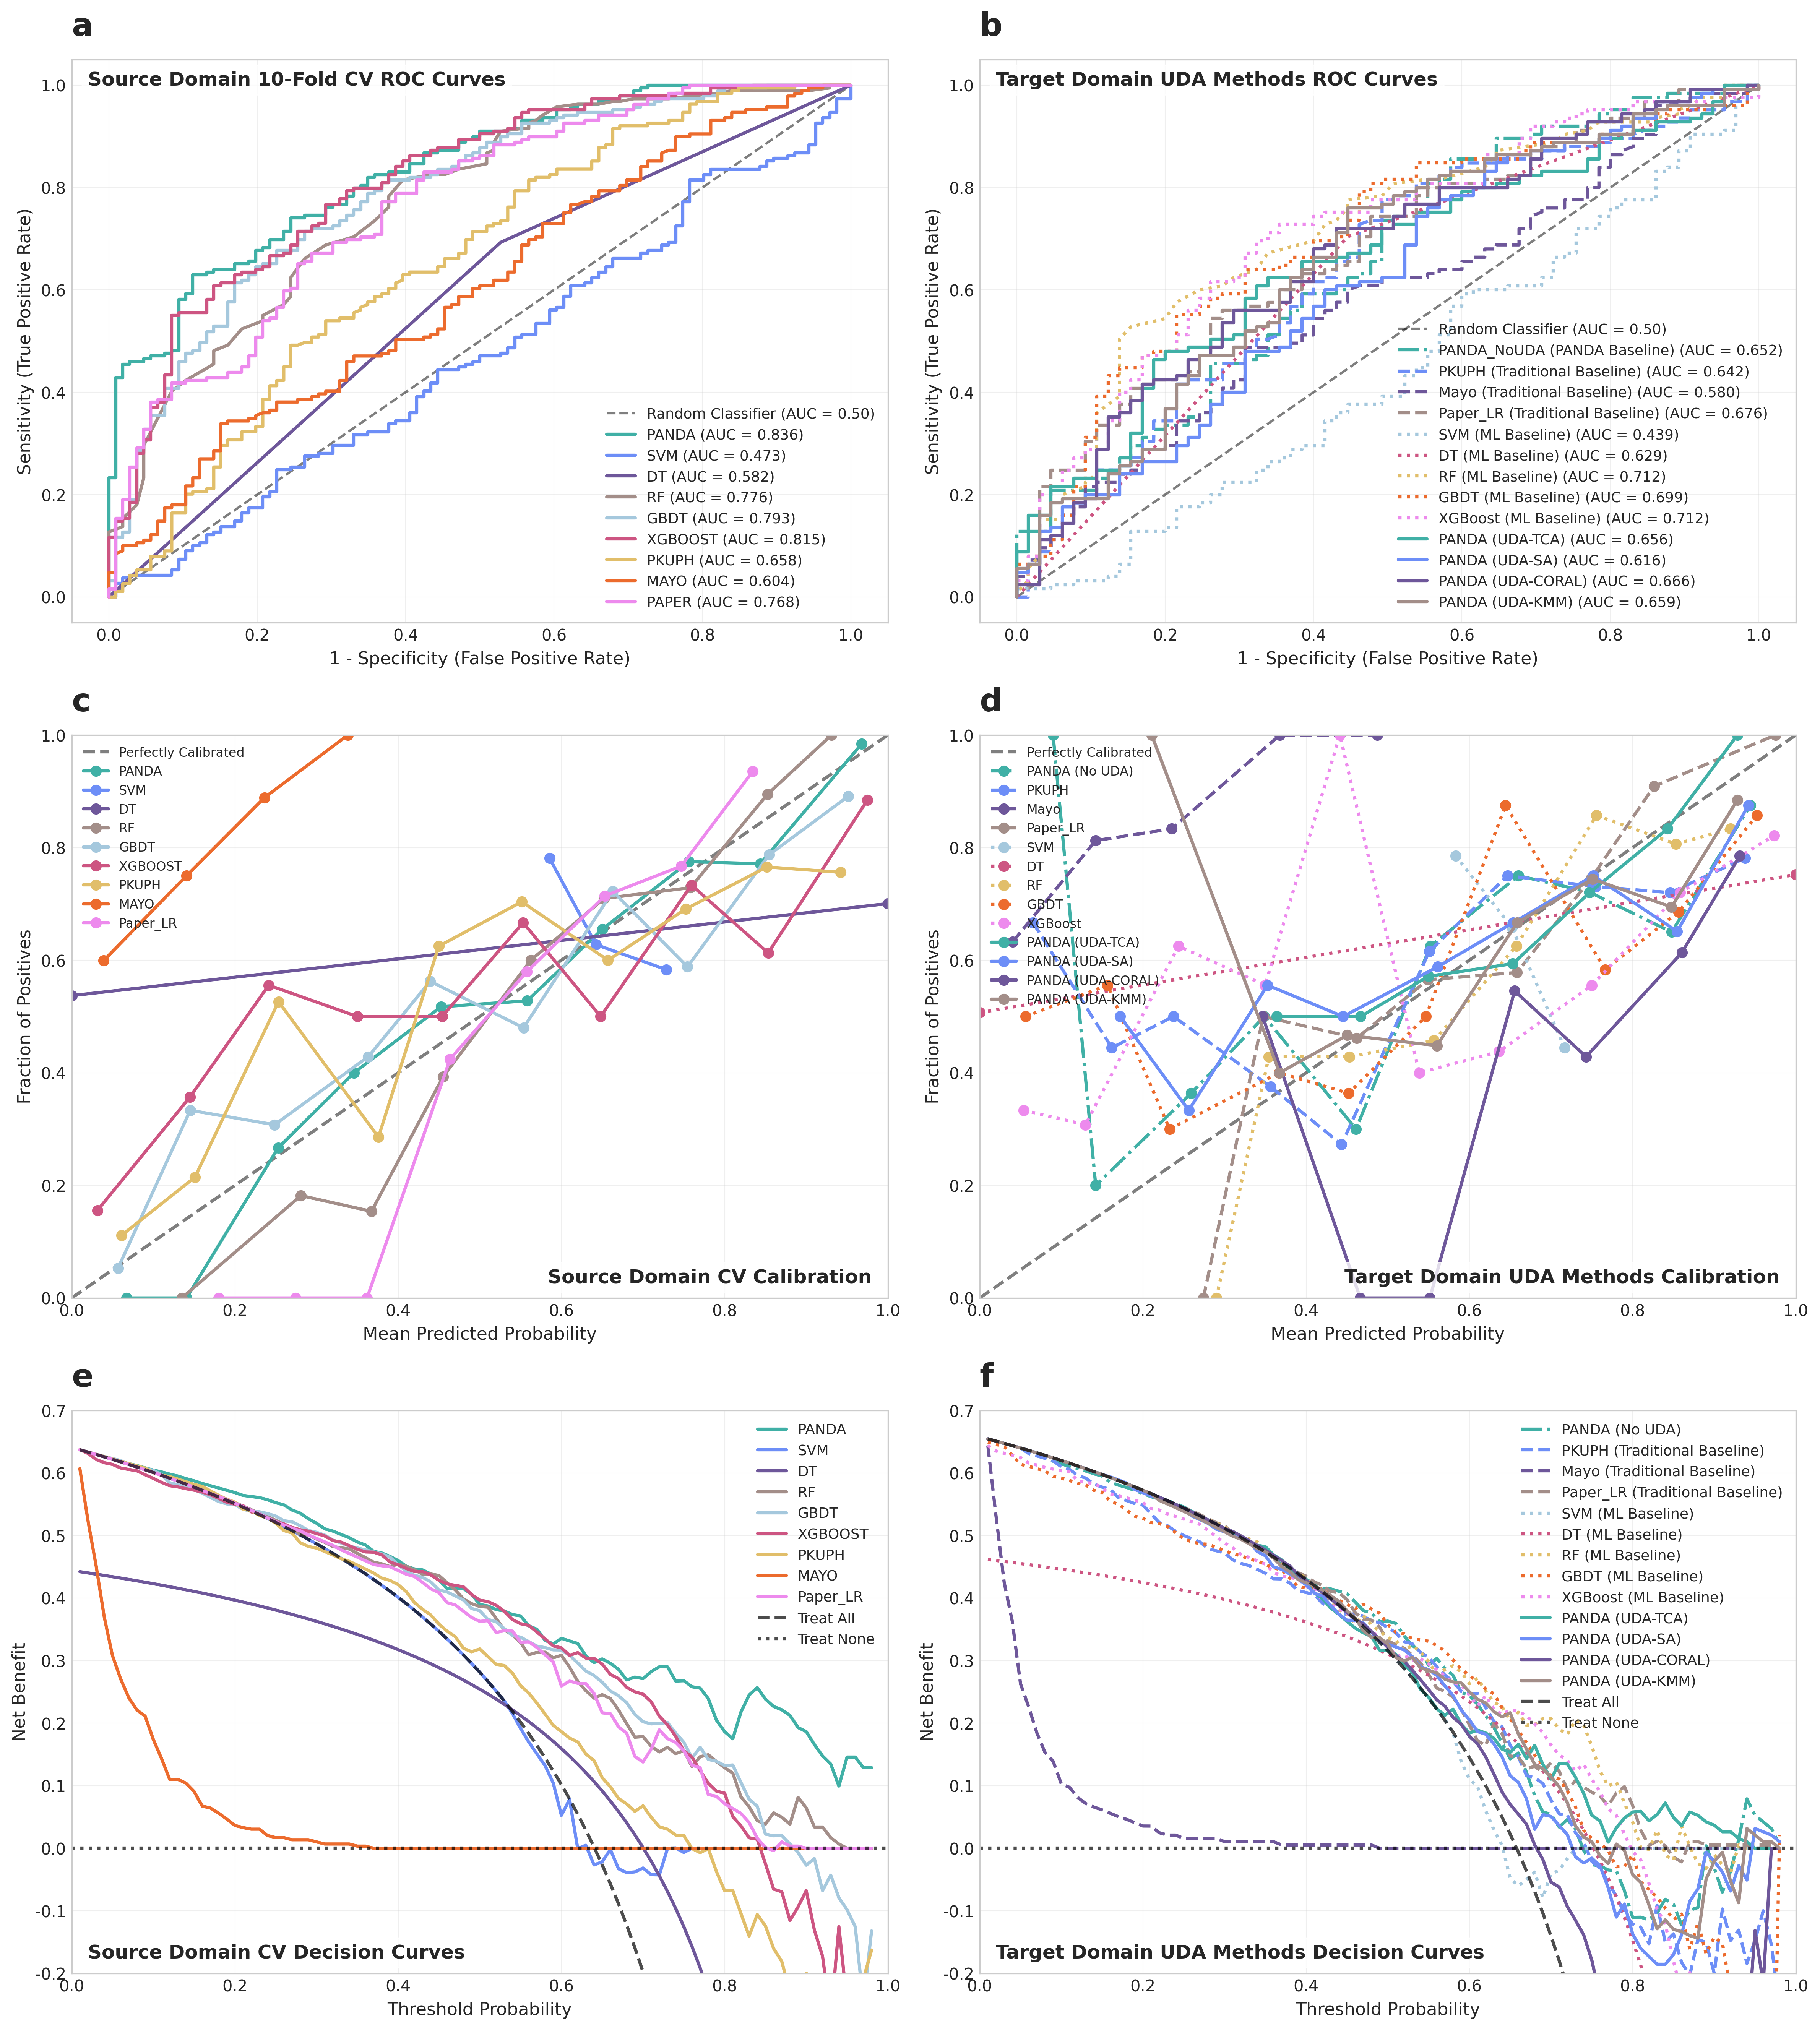 a
Source Domain 10-Fold CV ROC Curves
1.0
0.8
0.6
0.4
0.2
0.0
Sensitivity (True Positive Rate)
Random Classifier (AUC = 0.50)
PANDA (AUC = 0.836)
SVM (AUC = 0.473)
DT (AUC = 0.582)
RF (AUC = 0.776)
GBDT (AUC = 0.793)
XGBOOST (AUC = 0.815)
PKUPH (AUC = 0.658)
MAYO (AUC = 0.604)
PAPER (AUC = 0.768)
0.0 0.2 0.4 0.6 0.8 1.0
1 - Specificity (False Positive Rate)
b
Target Domain UDA Methods ROC Curves
1.0
0.8
0.6
0.4
0.2
0.0
Sensitivity (True Positive Rate)
Random Classifier (AUC = 0.50)
PANDA_NoUDA (PANDA Baseline) (AUC = 0.652)
PKUPH (Traditional Baseline) (AUC = 0.642)
Mayo (Traditional Baseline) (AUC = 0.580)
Paper_LR (Traditional Baseline) (AUC = 0.676)
SVM (ML Baseline) (AUC = 0.439)
DT (ML Baseline) (AUC = 0.629)
RF (ML Baseline) (AUC = 0.712)
GBDT (ML Baseline) (AUC = 0.699)
XGBoost (ML Baseline) (AUC = 0.712)
PANDA (UDA-TCA) (AUC = 0.656)
PANDA (UDA-SA) (AUC = 0.616)
PANDA (UDA-CORAL) (AUC = 0.666)
PANDA (UDA-KMM) (AUC = 0.659)
0.0 0.2 0.4 0.6 0.8 1.0
1 - Specificity (False Positive Rate)
c
1.0
0.8
0.6
0.4
0.2
0.0
Fraction of Positives
Perfectly Calibrated
PANDA
SVM
DT
RF
GBDT
XGBOOST
PKUPH
MAYO
Paper_LR
Source Domain CV Calibration
0.0 0.2 0.4 0.6 0.8 1.0
Mean Predicted Probability
d
1.0
0.8
0.6
0.4
0.2
0.0
Fraction of Positives
Perfectly Calibrated
PANDA (No UDA)
PKUPH
Mayo
Paper_LR
SVM
DT
RF
GBDT
XGBoost
PANDA (UDA-TCA)
PANDA (UDA-SA)
PANDA (UDA-CORAL)
PANDA (UDA-KMM)
Target Domain UDA Methods Calibration
0.0 0.2 0.4 0.6 0.8 1.0
Mean Predicted Probability
e
0.7
0.6
0.5
0.4
0.3
0.2
0.1
0.0
-0.1
-0.2
Net Benefit
PANDA
SVM
DT
RF
GBDT
XGBOOST
PKUPH
MAYO
Paper_LR
Treat All
Treat None
Source Domain CV Decision Curves
0.0 0.2 0.4 0.6 0.8 1.0
Threshold Probability
f
0.7
0.6
0.5
0.4
0.3
0.2
0.1
0.0
-0.1
-0.2
Net Benefit
PANDA (No UDA)
PKUPH (Traditional Baseline)
Mayo (Traditional Baseline)
Paper_LR (Traditional Baseline)
SVM (ML Baseline)
DT (ML Baseline)
RF (ML Baseline)
GBDT (ML Baseline)
XGBoost (ML Baseline)
PANDA (UDA-TCA)
PANDA (UDA-SA)
PANDA (UDA-CORAL)
PANDA (UDA-KMM)
Treat All
Treat None
Target Domain UDA Methods Decision Curves
0.0 0.2 0.4 0.6 0.8 1.0
Threshold Probability